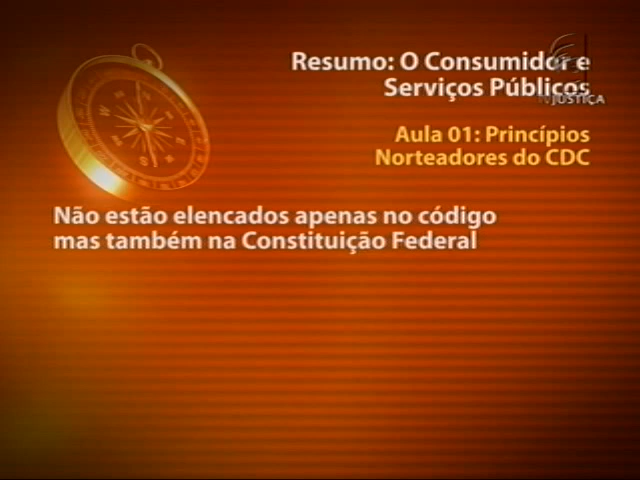 Resumo: O Consumidor e
Serviços Públicos
TV JUSTIÇA
Aula 01: Princípios
Norteadores do CDC
Não estão elencados apenas no código
mas também na Constituição Federal
W
E
S